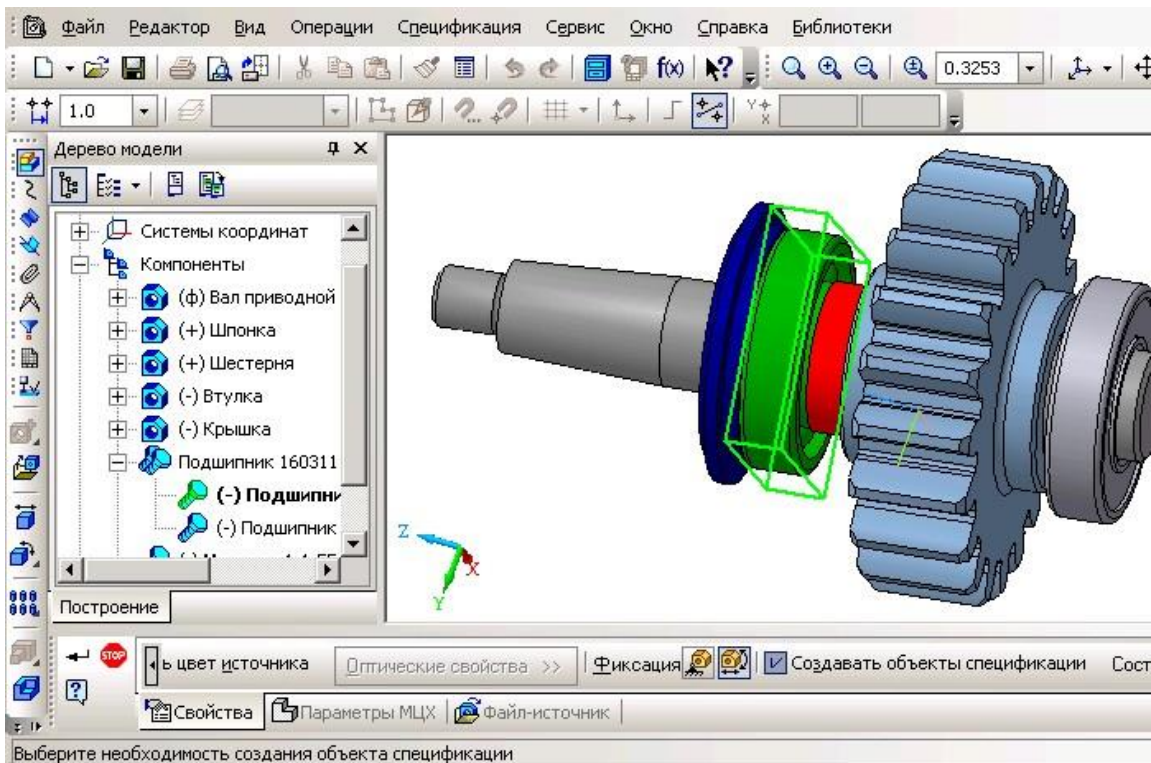 Файл Редактор Вид Операции Спецификация Сервис Окно Справка Библиотеки
f(x) 0.3253
1.0
Дерево модели
Системы координат
Компоненты
(ф) Вал приводной
(+) Шпонка
(+) Шестерня
(-) Втулка
(-) Крышка
Подшипник 160311
(-) Подшипни
(-) Подшипник
Z
X
Y
Построение
STOP ь цвет источника Оптические свойства >> Фиксация Создавать объекты спецификации Сост
Свойства Параметры МЦХ Файл-источник
Выберите необходимость создания объекта спецификации